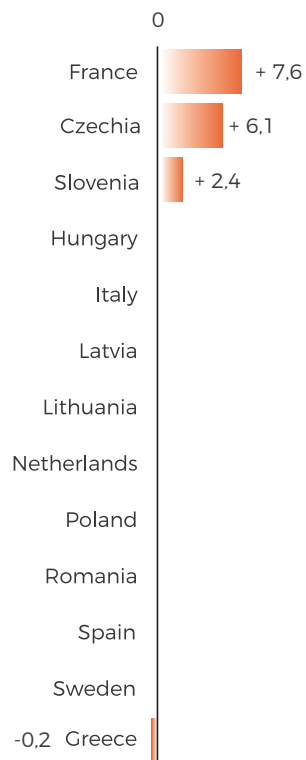 0
France + 7,6
Czechia + 6,1
Slovenia + 2,4
Hungary
Italy
Latvia
Lithuania
Netherlands
Poland
Romania
Spain
Sweden
-0,2 Greece